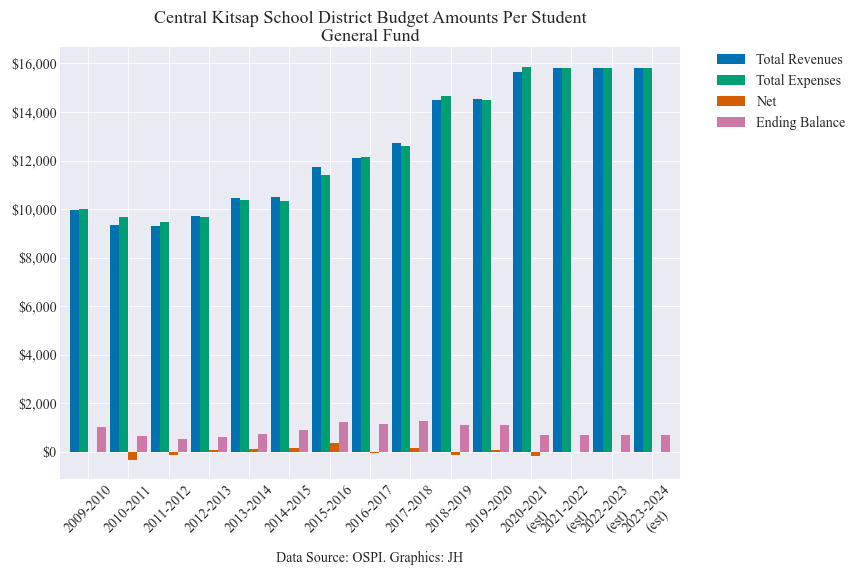 Central Kitsap School District Budget Amounts Per Student
General Fund
$16,000
$14,000
$12,000
$10,000
$8,000
$6,000
$4,000
$2,000
$0
2009-2010
2010-2011
2011-2012
2012-2013
2013-2014
2014-2015
2015-2016
2016-2017
2017-2018
2018-2019
2019-2020
2020-2021
(est)
2021-2022
(est)
2022-2023
(est)
2023-2024
(est)
Data Source: OSPI. Graphics: JH
Total Revenues
Total Expenses
Net
Ending Balance